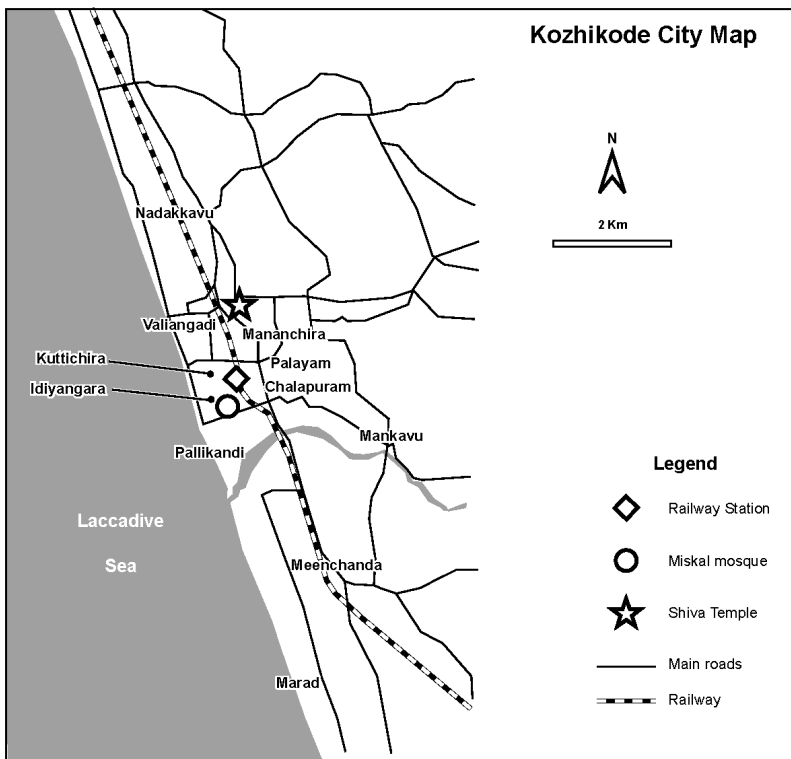 Kozhikode City Map
N
2 Km
Nadakkavu
Valiangadi
Mananchira
Kuttichira
Palayam
Idiyangara
Chalapuram
Mankavu
Pallikandi
Legend
Railway Station
Laccadive
Sea
Miskal mosque
Meenchanda
Shiva Temple
Main roads
Marad
Railway